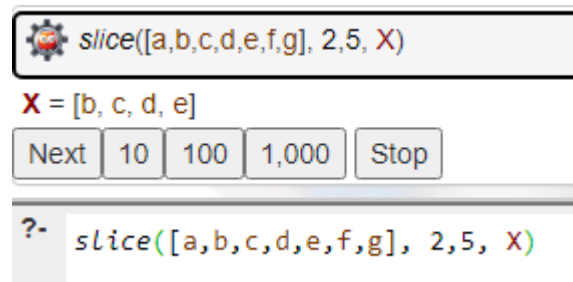 slice([a,b,c,d,e,f,g], 2,5, X)
X = [b, c, d, e]
Next 10 100 1,000 Stop
?- slice([a,b,c,d,e,f,g], 2,5, X)